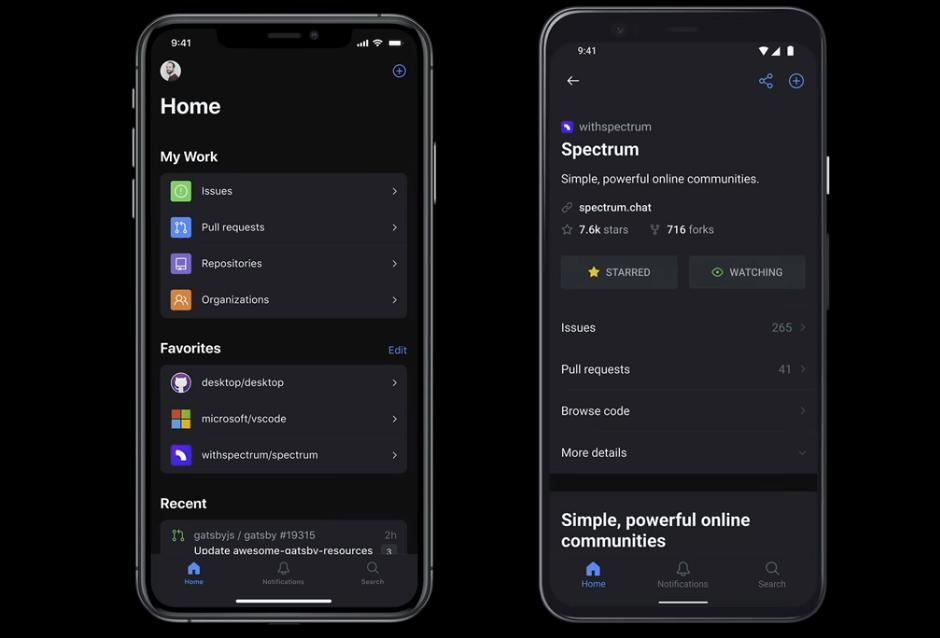 9:41
Home
My Work
Issues
Pull requests
Repositories
Organizations
Favorites
Edit
desktop/desktop
microsoft/vscode
withspectrum/spectrum
Recent
gatsbyjs / gatsby #19315 2h
Update awesome-gatsby-resources 3
Home Notifications Search
9:41
withspectrum
Spectrum
Simple, powerful online communities.
spectrum.chat
7.6k stars 716 forks
STARRED WATCHING
Issues 265
Pull requests 41
Browse code
More details
Simple, powerful online
communities
Home Notifications Search